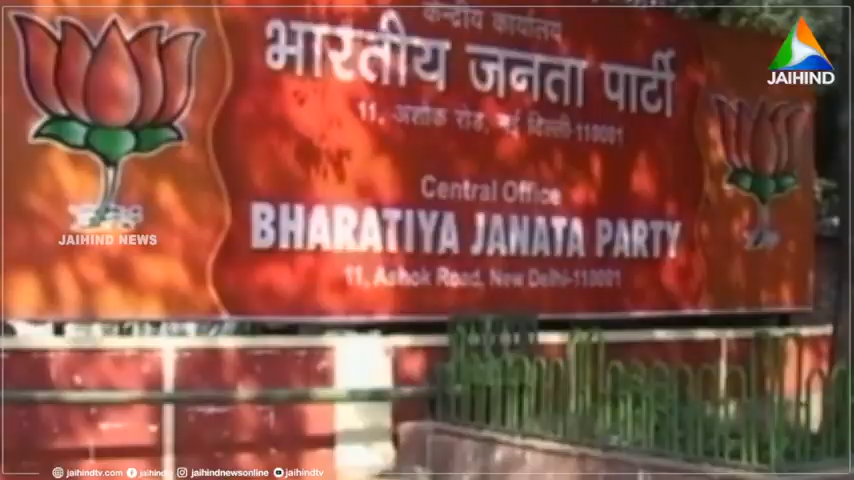 केन्द्रीय कार्यालय
भारतीय जनता पार्टी
11, अशोक रोड, नई दिल्ली-110001
Central Office
BHARATIYA JANATA PARTY
11, Ashok Road, New Delhi-110001
JAIHIND
JAIHIND NEWS
jaihindtv.com jaihindtv jaihindnewsonline jaihindtv